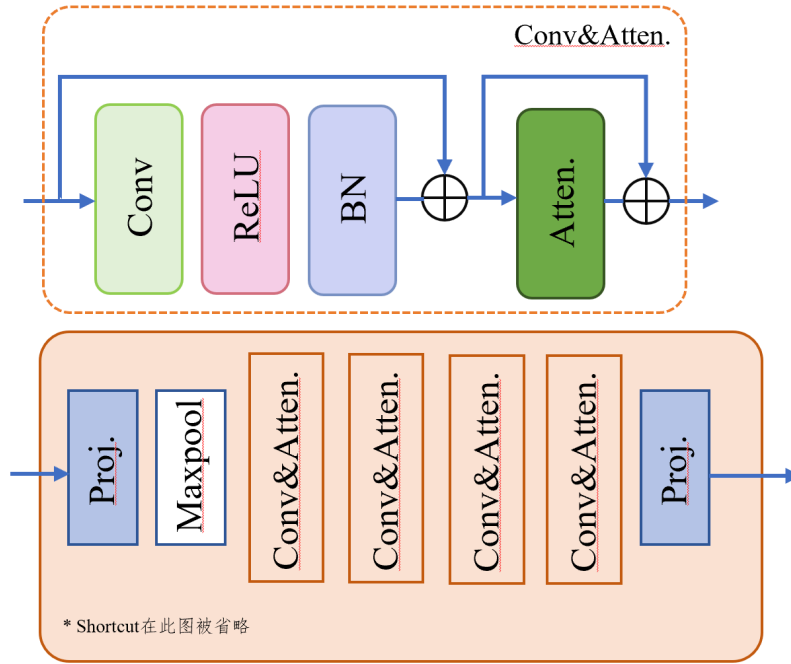 Conv&Atten.
Conv
ReLU
BN
Atten.
Proj.
Maxpool
Conv&Atten.
Conv&Atten.
Conv&Atten.
Conv&Atten.
Proj.
* Shortcut在此图被省略